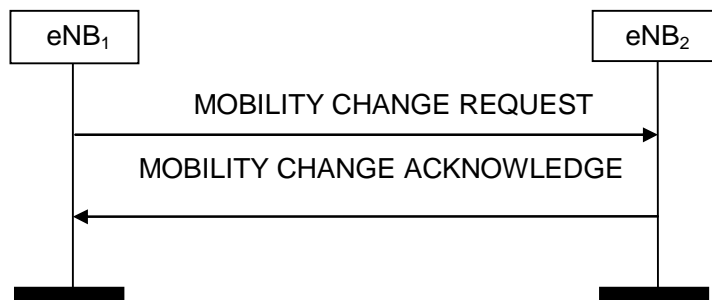 eNB₁
eNB₂
MOBILITY CHANGE REQUEST
MOBILITY CHANGE ACKNOWLEDGE